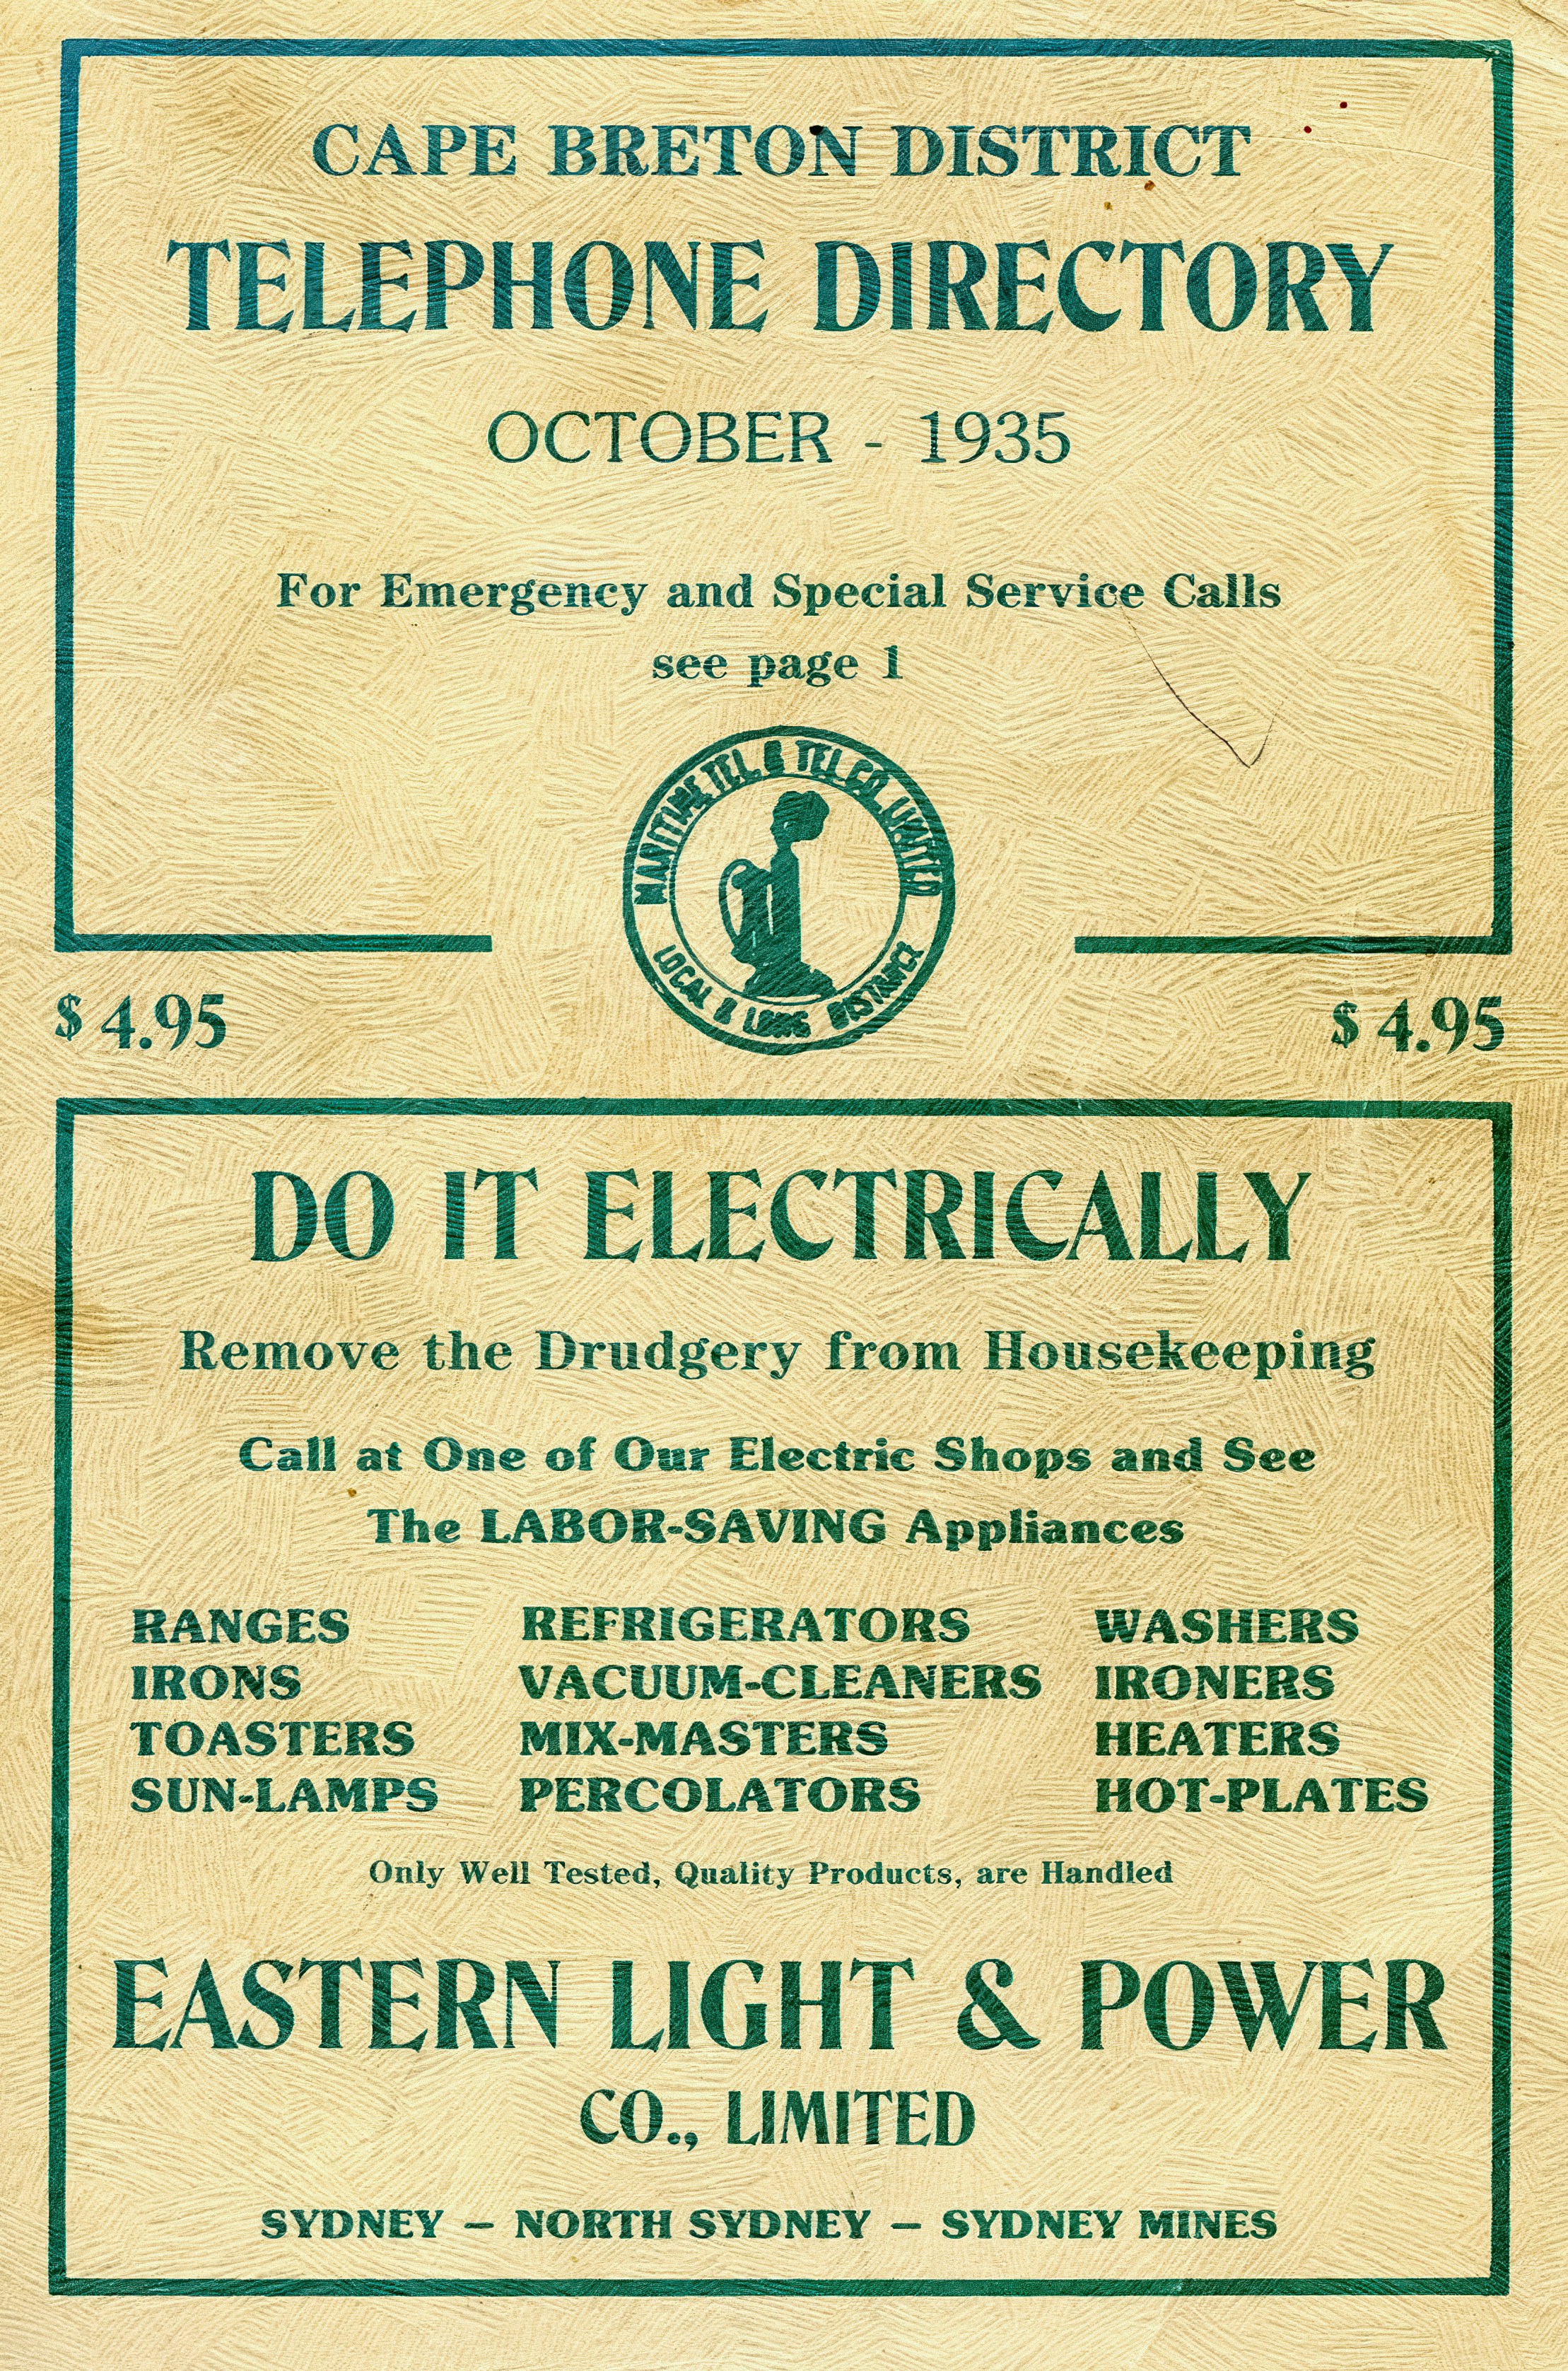 CAPE BRETON DISTRICT
TELEPHONE DIRECTORY
OCTOBER - 1935
For Emergency and Special Service Calls
see page 1
MARITIME TEL. & TEL. CO. LIMITED
LOCAL & LONG DISTANCE
$ 4.95
$ 4.95
DO IT ELECTRICALLY
Remove the Drudgery from Housekeeping
Call at One of Our Electric Shops and See
The LABOR-SAVING Appliances
RANGES REFRIGERATORS WASHERS
IRONS VACUUM-CLEANERS IRONERS
TOASTERS MIX-MASTERS HEATERS
SUN-LAMPS PERCOLATORS HOT-PLATES
Only Well Tested, Quality Products, are Handled
EASTERN LIGHT & POWER
CO., LIMITED
SYDNEY — NORTH SYDNEY — SYDNEY MINES